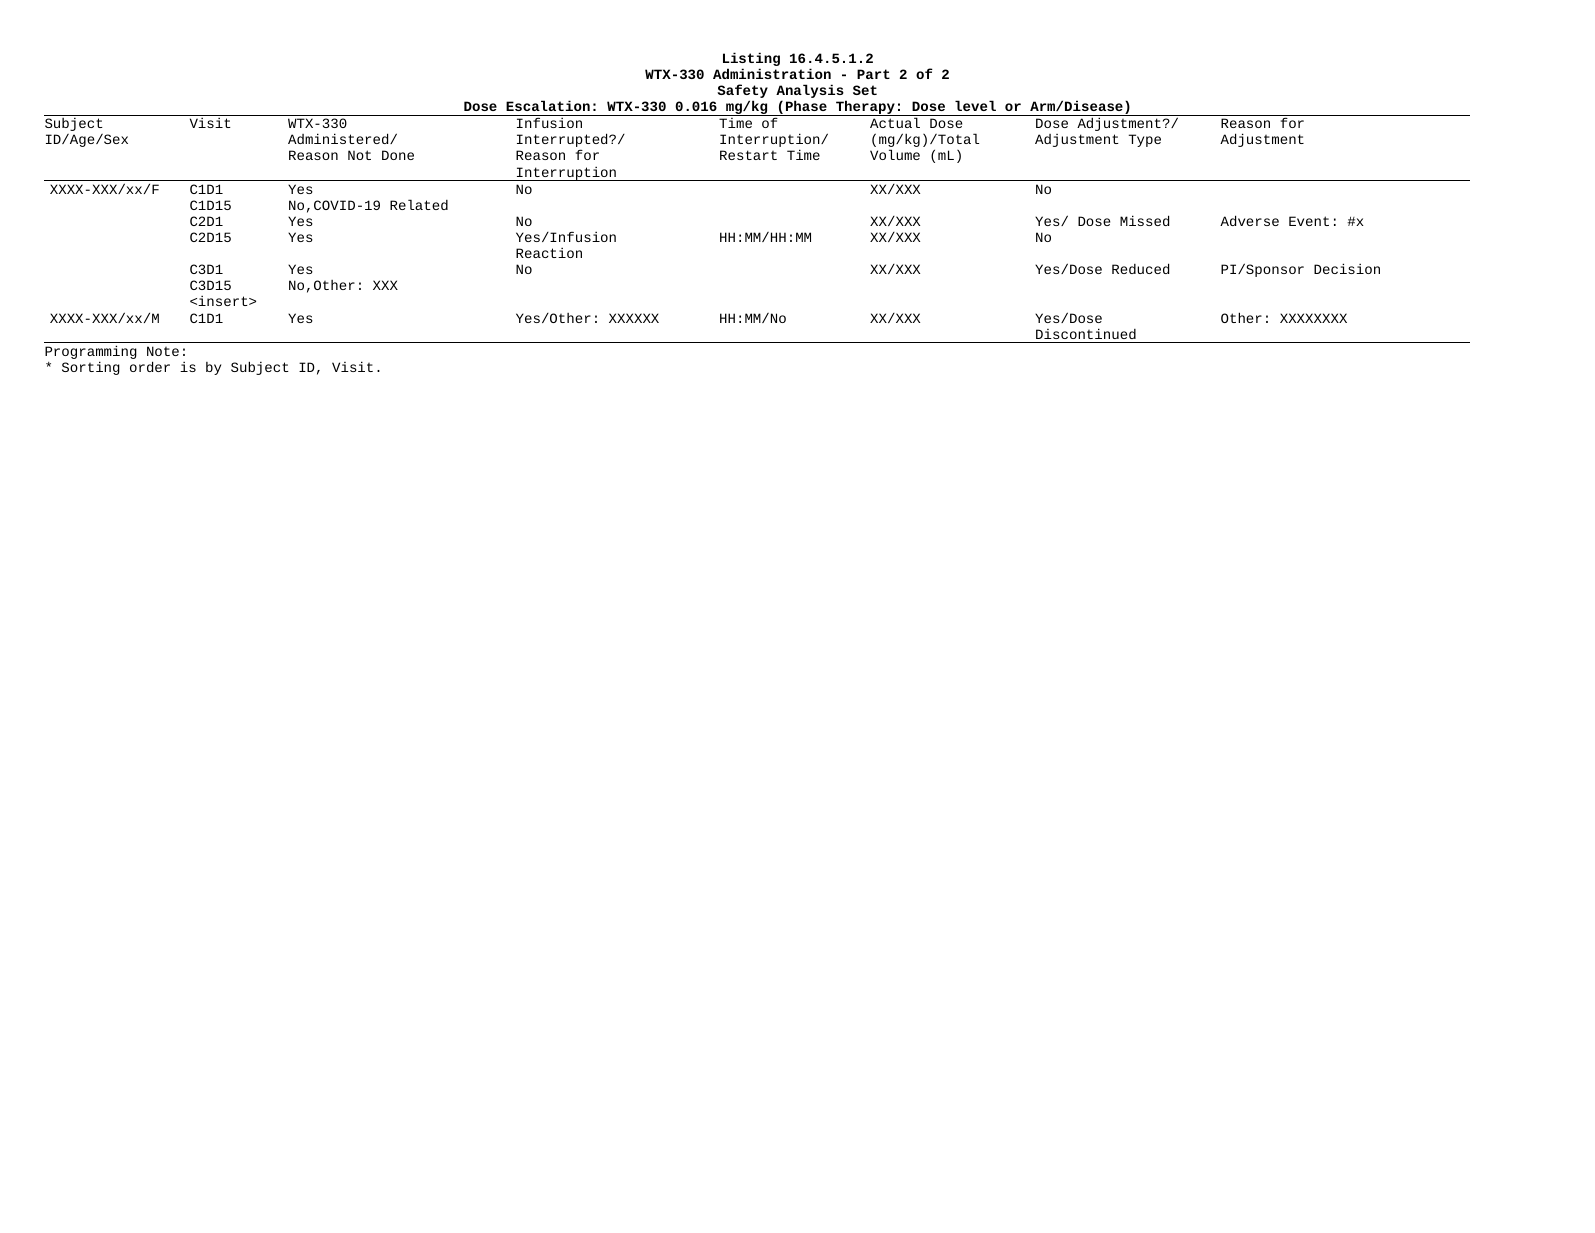 Listing 16.4.5.1.2
WTX-330 Administration - Part 2 of 2
Safety Analysis Set
Dose Escalation: WTX-330 0.016 mg/kg (Phase Therapy: Dose level or Arm/Disease)
Subject Visit WTX-330 Infusion Time of Actual Dose Dose Adjustment?/ Reason for
ID/Age/Sex Administered/ Interrupted?/ Interruption/ (mg/kg)/Total Adjustment Type Adjustment
Reason Not Done Reason for Restart Time Volume (mL)
Interruption
XXXX-XXX/xx/F C1D1 Yes No XX/XXX No
C1D15 No,COVID-19 Related
C2D1 Yes No XX/XXX Yes/ Dose Missed Adverse Event: #x
C2D15 Yes Yes/Infusion HH:MM/HH:MM XX/XXX No
Reaction
C3D1 Yes No XX/XXX Yes/Dose Reduced PI/Sponsor Decision
C3D15 No,Other: XXX
<insert>
XXXX-XXX/xx/M C1D1 Yes Yes/Other: XXXXXX HH:MM/No XX/XXX Yes/Dose Other: XXXXXXXX
Discontinued
Programming Note:
* Sorting order is by Subject ID, Visit.